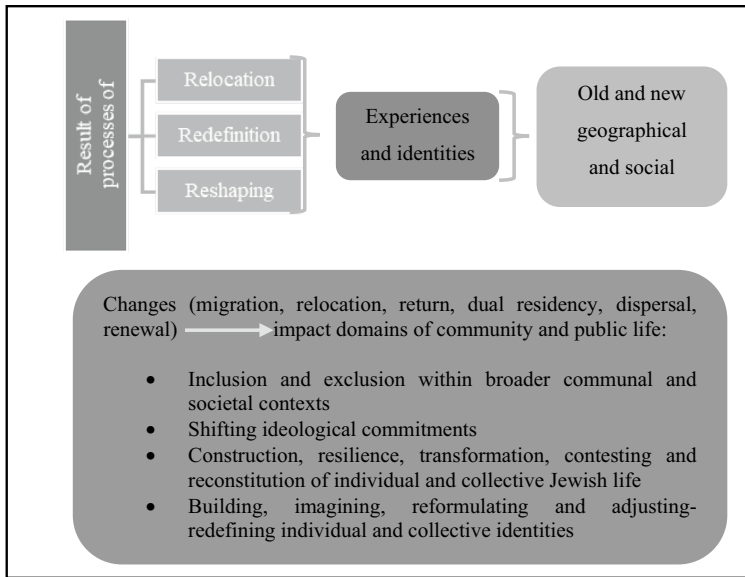 Result of
processes of
Relocation
Redefinition
Reshaping
Experiences
and identities
Old and new
geographical
and social
Changes (migration, relocation, return, dual residency, dispersal,
renewal) impact domains of community and public life:
• Inclusion and exclusion within broader communal and
societal contexts
• Shifting ideological commitments
• Construction, resilience, transformation, contesting and
reconstitution of individual and collective Jewish life
• Building, imagining, reformulating and adjusting-
redefining individual and collective identities